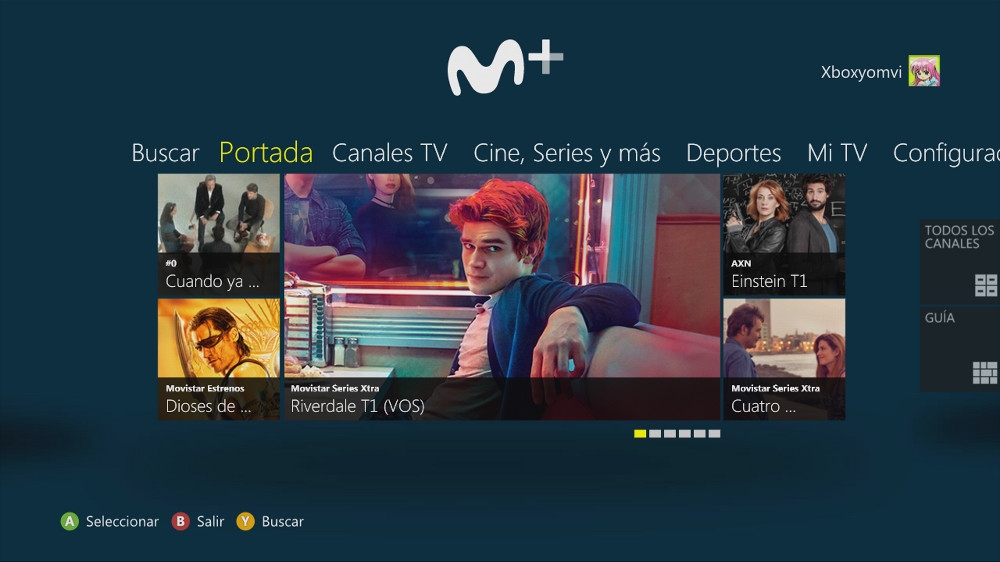 M+
Xboxyomvi
Buscar Portada Canales TV Cine, Series y más Deportes Mi TV Configurac
#0
Cuando ya ...
Movistar Estrenos
Dioses de ...
Movistar Series Xtra
Riverdale T1 (VOS)
AXN
Einstein T1
Movistar Series Xtra
Cuatro ...
TODOS LOS
CANALES
GUÍA
A Seleccionar B Salir Y Buscar